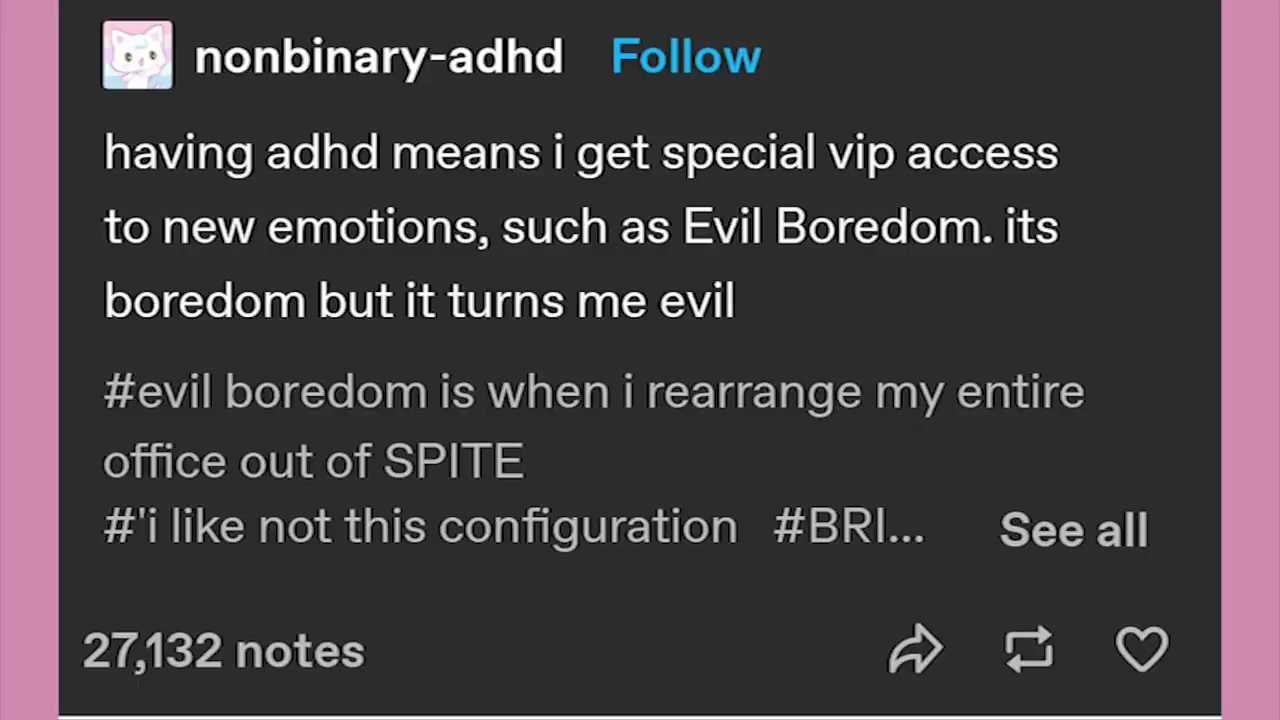 nonbinary-adhd Follow
having adhd means i get special vip access
to new emotions, such as Evil Boredom. its
boredom but it turns me evil
#evil boredom is when i rearrange my entire
office out of SPITE
#'i like not this configuration #BRI... See all
27,132 notes